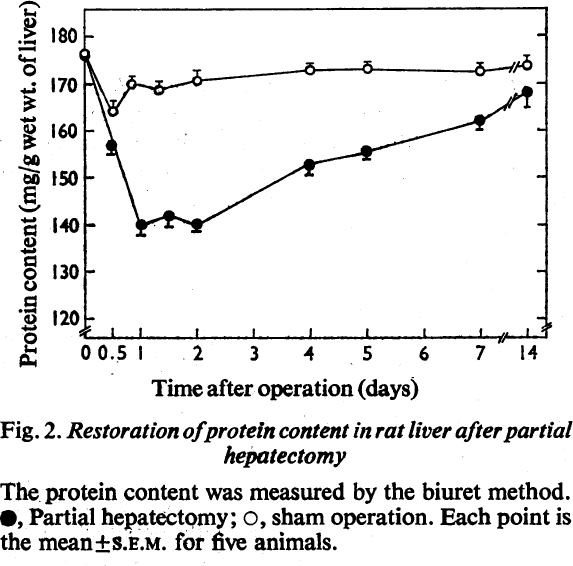 Protein content (mg/g wet wt. of liver)
180
170
160
150
140
130
120
0 0.5 1 2 3 4 5 6 7 14
Time after operation (days)
Fig. 2. Restoration of protein content in rat liver after partial
hepatectomy
The protein content was measured by the biuret method.
●, Partial hepatectomy; ○, sham operation. Each point is
the mean±S.E.M. for five animals.